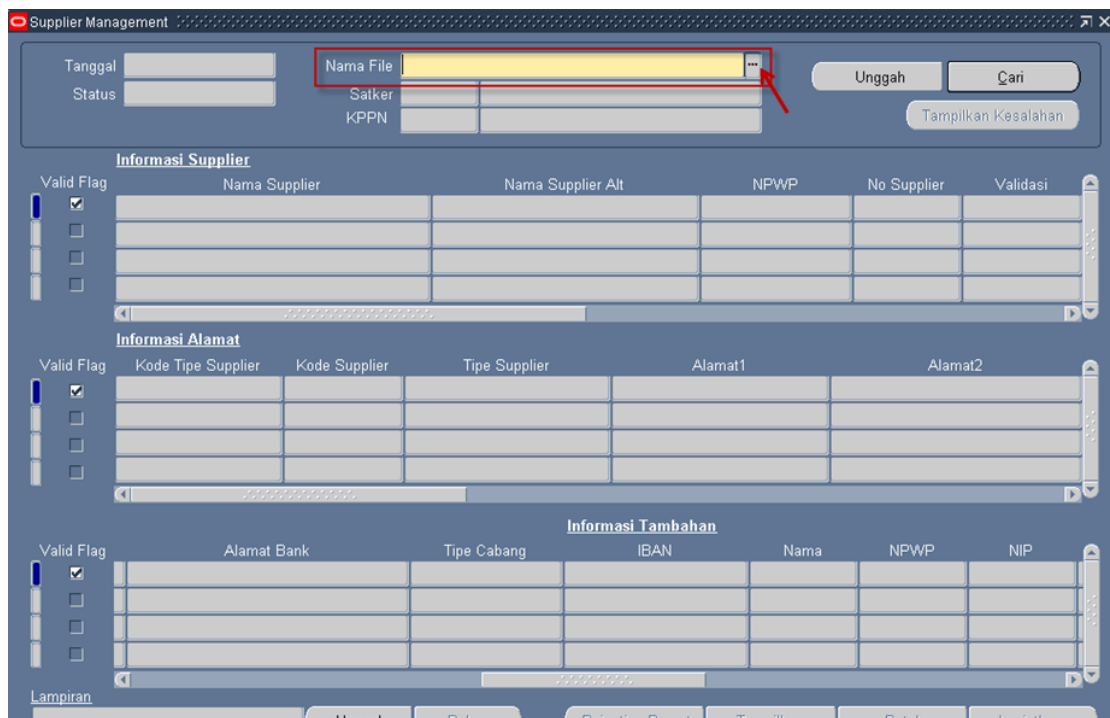 Supplier Management
Tanggal Nama File ... Unggah Cari
Status Satker
KPPN Tampilkan Kesalahan
Informasi Supplier
Valid Flag Nama Supplier Nama Supplier Alt NPWP No Supplier Validasi
Informasi Alamat
Valid Flag Kode Tipe Supplier Kode Supplier Tipe Supplier Alamat1 Alamat2
Informasi Tambahan
Valid Flag Alamat Bank Tipe Cabang IBAN Nama NPWP NIP
Lampiran